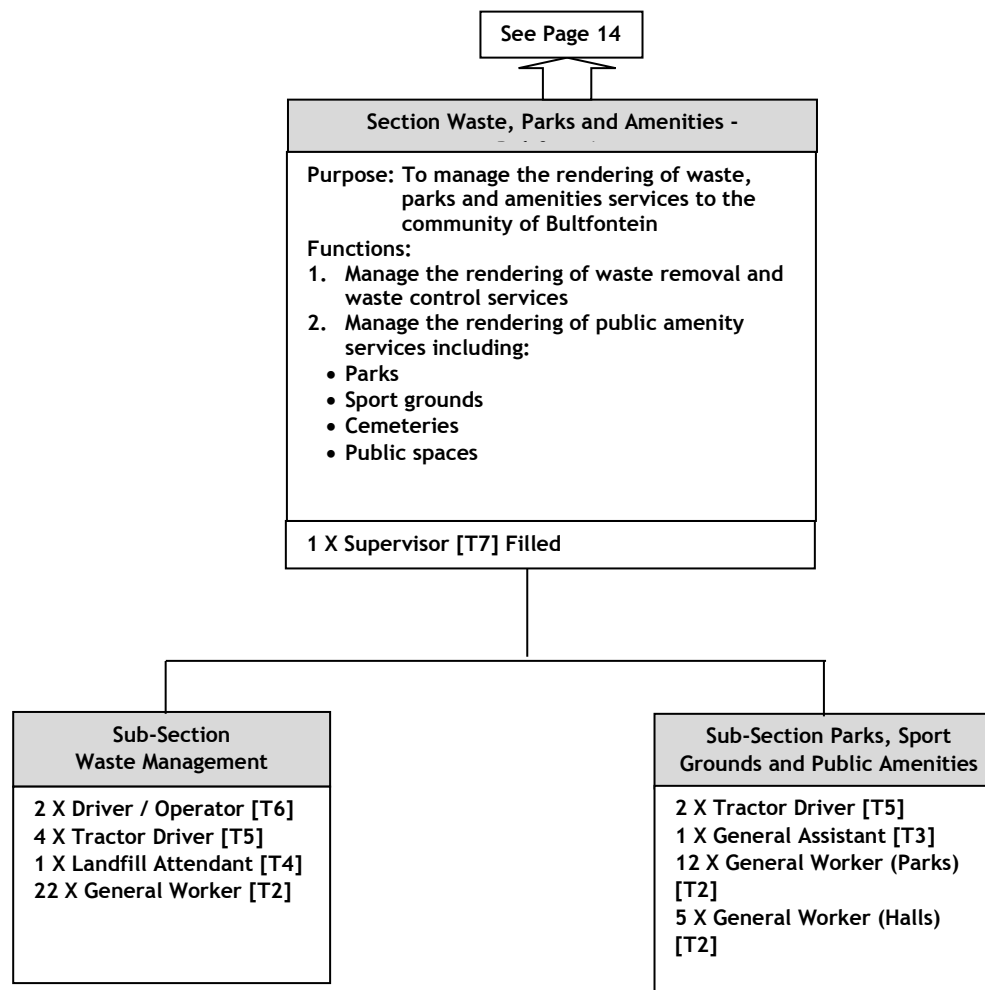 See Page 14
Section Waste, Parks and Amenities -
Purpose: To manage the rendering of waste,
parks and amenities services to the
community of Bultfontein
Functions:
1. Manage the rendering of waste removal and
waste control services
2. Manage the rendering of public amenity
services including:
• Parks
• Sport grounds
• Cemeteries
• Public spaces
1 X Supervisor [T7] Filled
Sub-Section
Waste Management
2 X Driver / Operator [T6]
4 X Tractor Driver [T5]
1 X Landfill Attendant [T4]
22 X General Worker [T2]
Sub-Section Parks, Sport
Grounds and Public Amenities
2 X Tractor Driver [T5]
1 X General Assistant [T3]
12 X General Worker (Parks)
[T2]
5 X General Worker (Halls)
[T2]